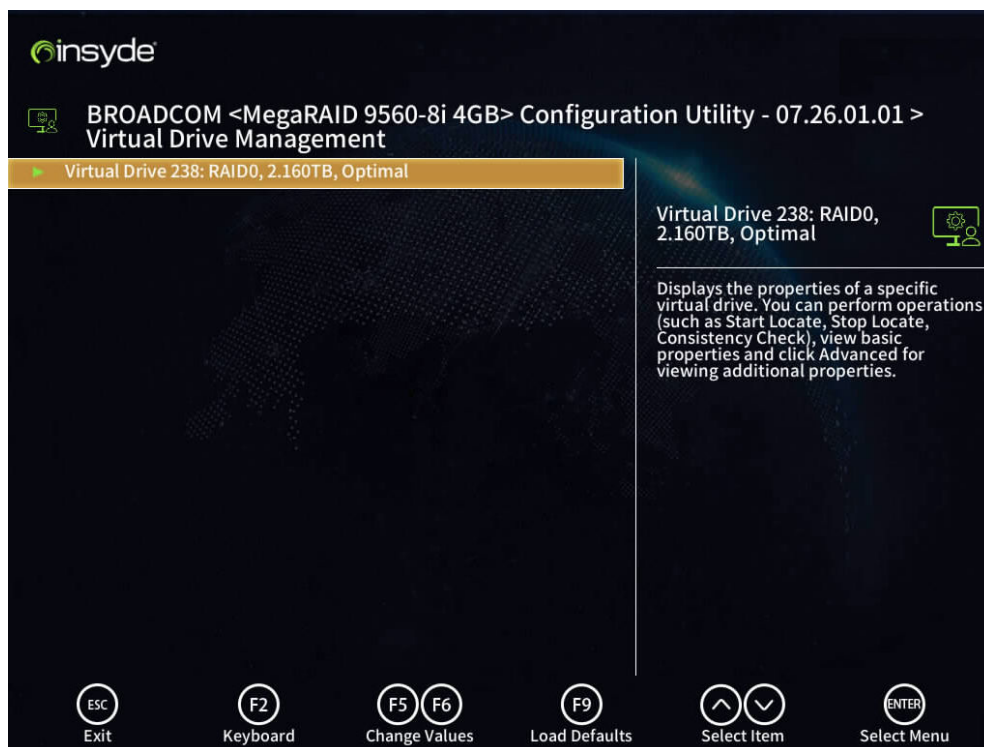 insyde
BROADCOM <MegaRAID 9560-8i 4GB> Configuration Utility - 07.26.01.01 >
Virtual Drive Management
Virtual Drive 238: RAID0, 2.160TB, Optimal
Virtual Drive 238: RAID0,
2.160TB, Optimal
Displays the properties of a specific
virtual drive. You can perform operations
(such as Start Locate, Stop Locate,
Consistency Check), view basic
properties and click Advanced for
viewing additional properties.
ESC F2 F5 F6 F9 ENTER
Exit Keyboard Change Values Load Defaults Select Item Select Menu